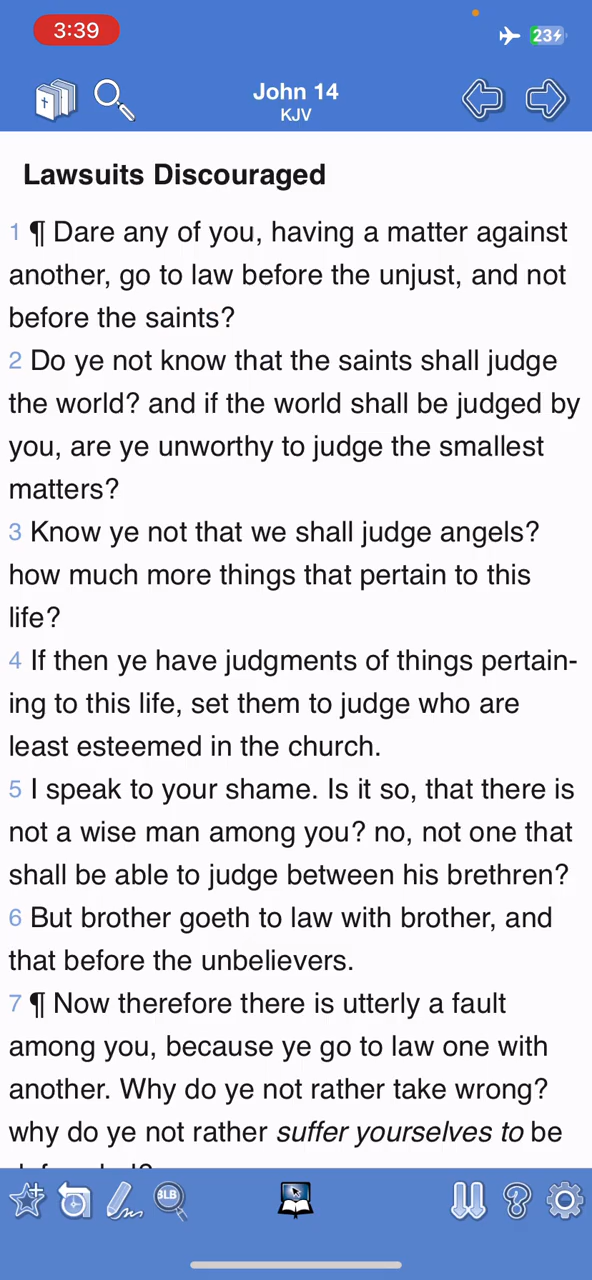 3:39
23
John 14
KJV
Lawsuits Discouraged
1 ¶ Dare any of you, having a matter against
another, go to law before the unjust, and not
before the saints?
2 Do ye not know that the saints shall judge
the world? and if the world shall be judged by
you, are ye unworthy to judge the smallest
matters?
3 Know ye not that we shall judge angels?
how much more things that pertain to this
life?
4 If then ye have judgments of things pertain-
ing to this life, set them to judge who are
least esteemed in the church.
5 I speak to your shame. Is it so, that there is
not a wise man among you? no, not one that
shall be able to judge between his brethren?
6 But brother goeth to law with brother, and
that before the unbelievers.
7 ¶ Now therefore there is utterly a fault
among you, because ye go to law one with
another. Why do ye not rather take wrong?
why do ye not rather suffer yourselves to be
BLB